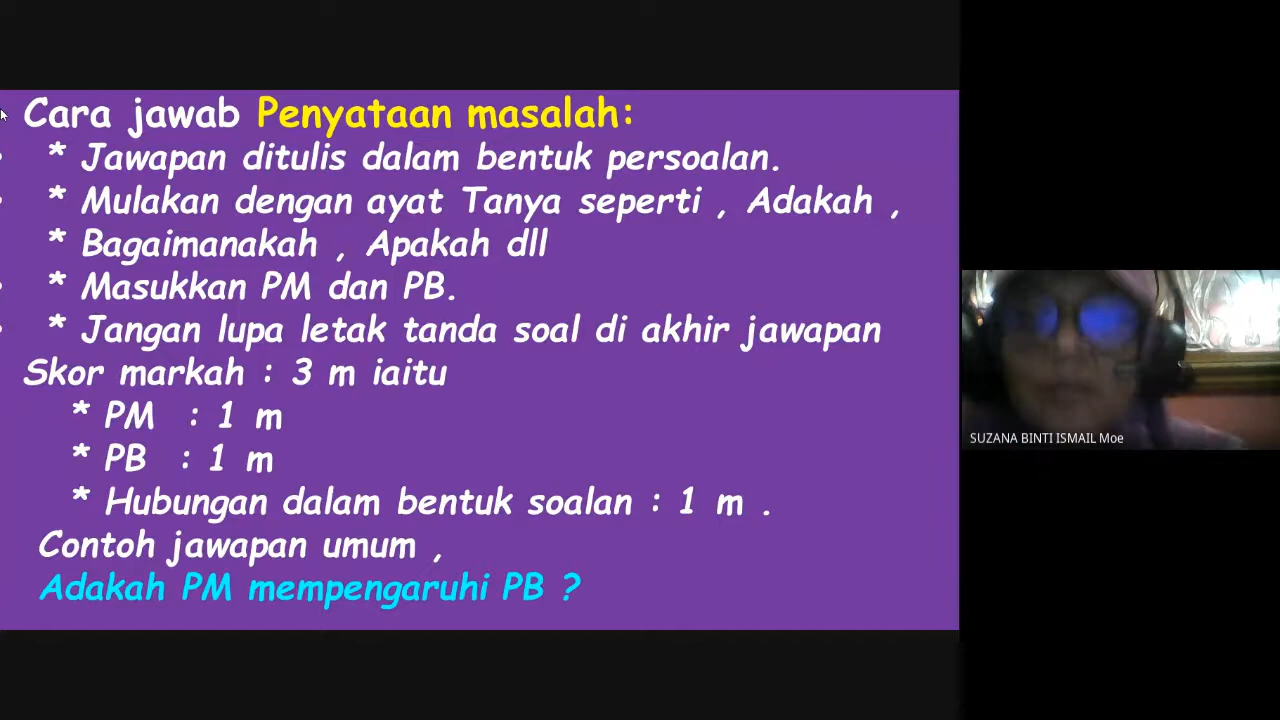 Cara jawab Penyataan masalah:
* Jawapan ditulis dalam bentuk persoalan.
* Mulakan dengan ayat Tanya seperti , Adakah ,
* Bagaimanakah , Apakah dll
* Masukkan PM dan PB.
* Jangan lupa letak tanda soal di akhir jawapan
Skor markah : 3 m iaitu
* PM : 1 m
* PB : 1 m
* Hubungan dalam bentuk soalan : 1 m .
Contoh jawapan umum ,
Adakah PM mempengaruhi PB ?
SUZANA BINTI ISMAIL Moe